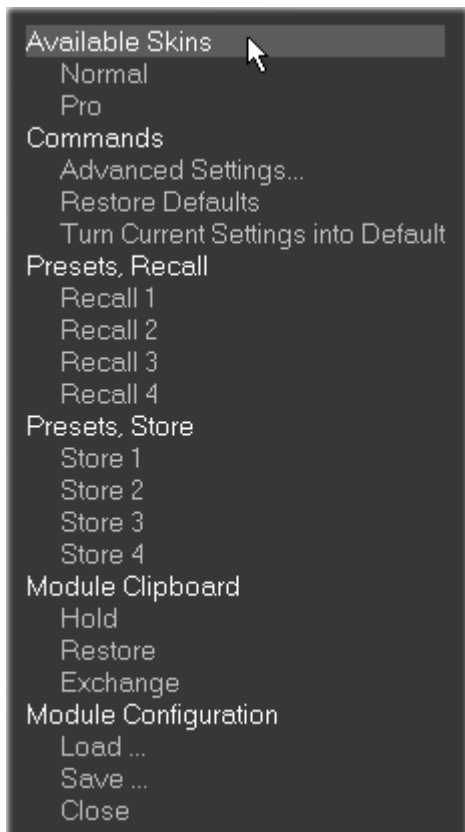 Available Skins
Normal
Pro
Commands
Advanced Settings...
Restore Defaults
Turn Current Settings into Default
Presets, Recall
Recall 1
Recall 2
Recall 3
Recall 4
Presets, Store
Store 1
Store 2
Store 3
Store 4
Module Clipboard
Hold
Restore
Exchange
Module Configuration
Load ...
Save ...
Close